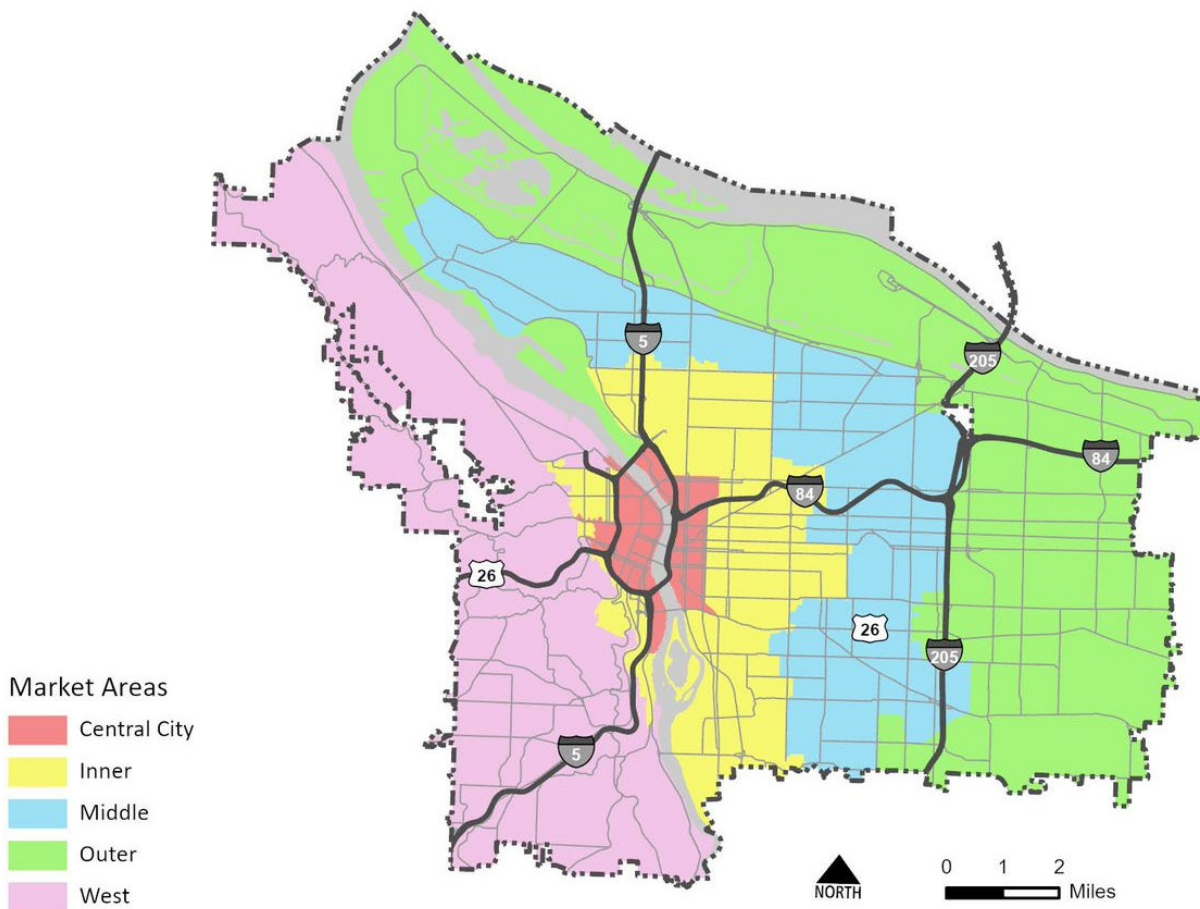 5
205
84
84
26
26
205
5
Market Areas
Central City
Inner
Middle
Outer
West
NORTH
0 1 2
Miles